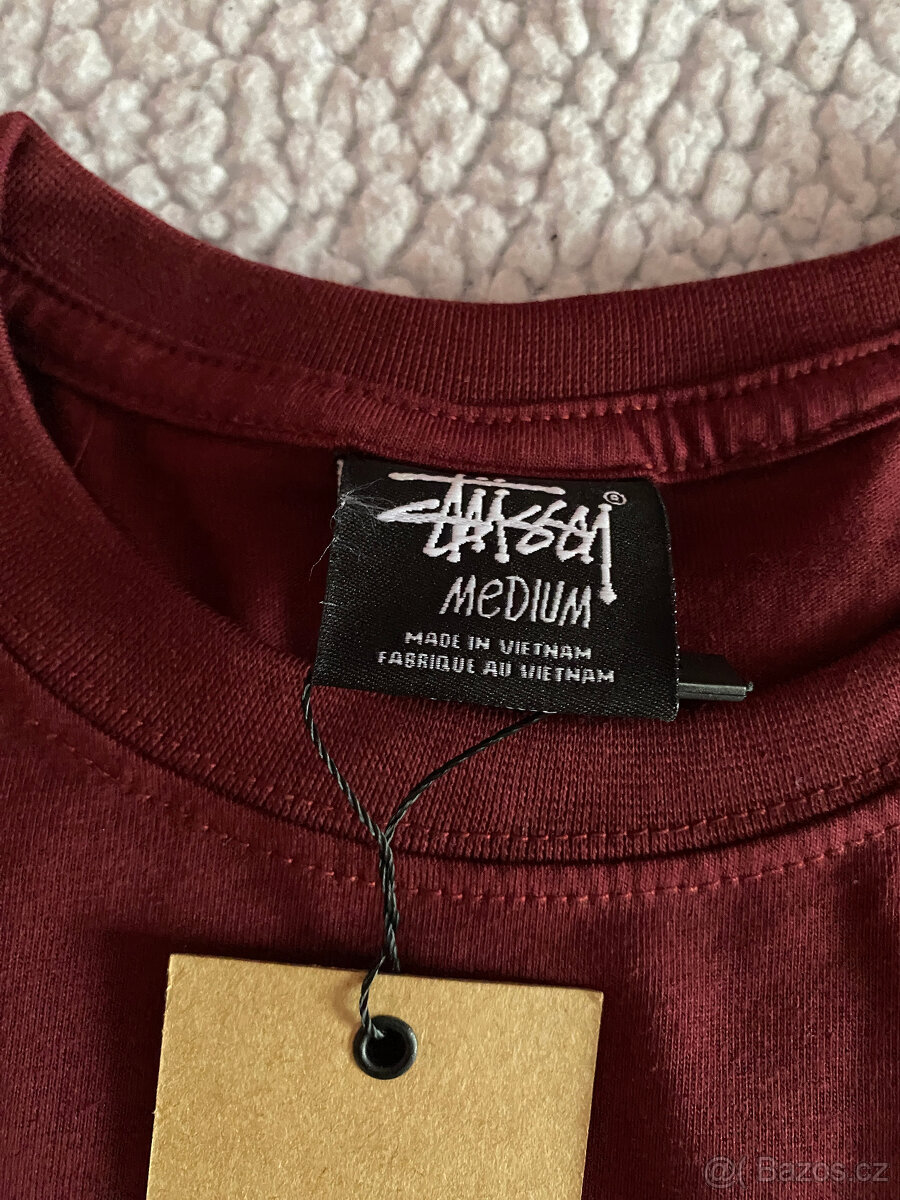 Stüssy ®
MeDIUM
MADE IN VIETNAM
FABRIQUE AU VIETNAM
@ Bazos.cz